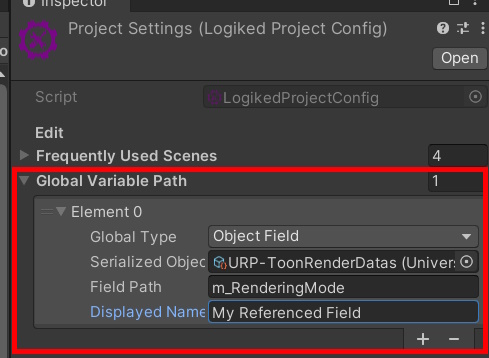 Inspector
Project Settings (Logiked Project Config)
Open
Script
LogikedProjectConfig
Edit
Frequently Used Scenes
4
Global Variable Path
1
Element 0
Global Type
Object Field
Serialized Objec
URP-ToonRenderDatas (Univer
Field Path
m_RenderingMode
Displayed Name
My Referenced Field